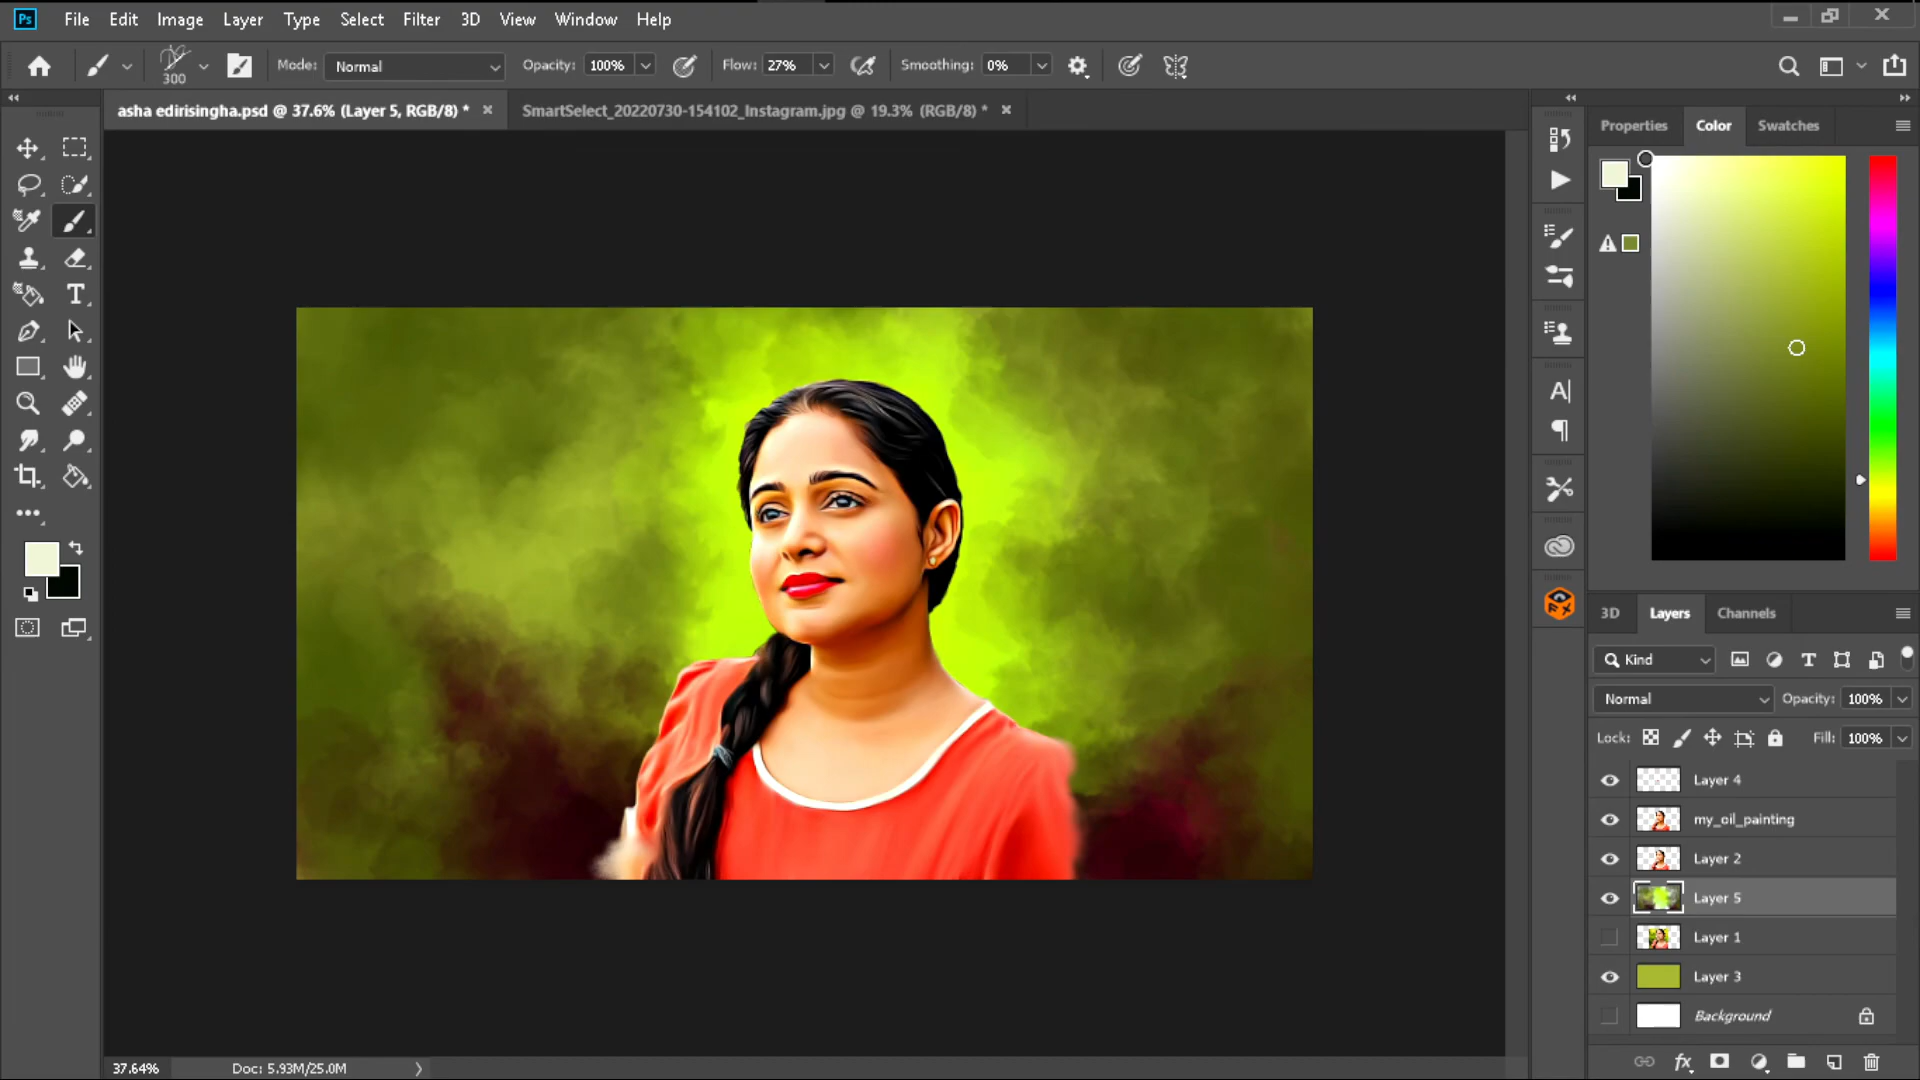 Ps File Edit Image Layer Type Select Filter 3D View Window Help
300 Mode: Normal Opacity: 100% Flow: 27% Smoothing: 0%
asha edirisingha.psd @ 37.6% (Layer 5, RGB/8) * SmartSelect_20220730-154102_Instagram.jpg @ 19.3% (RGB/8) *
Properties Color Swatches
3D Layers Channels
Kind
Normal Opacity: 100%
Lock: Fill: 100%
Layer 4
my_oil_painting
Layer 2
Layer 5
Layer 1
Layer 3
Background
fx
37.64% Doc: 5.93M/25.0M